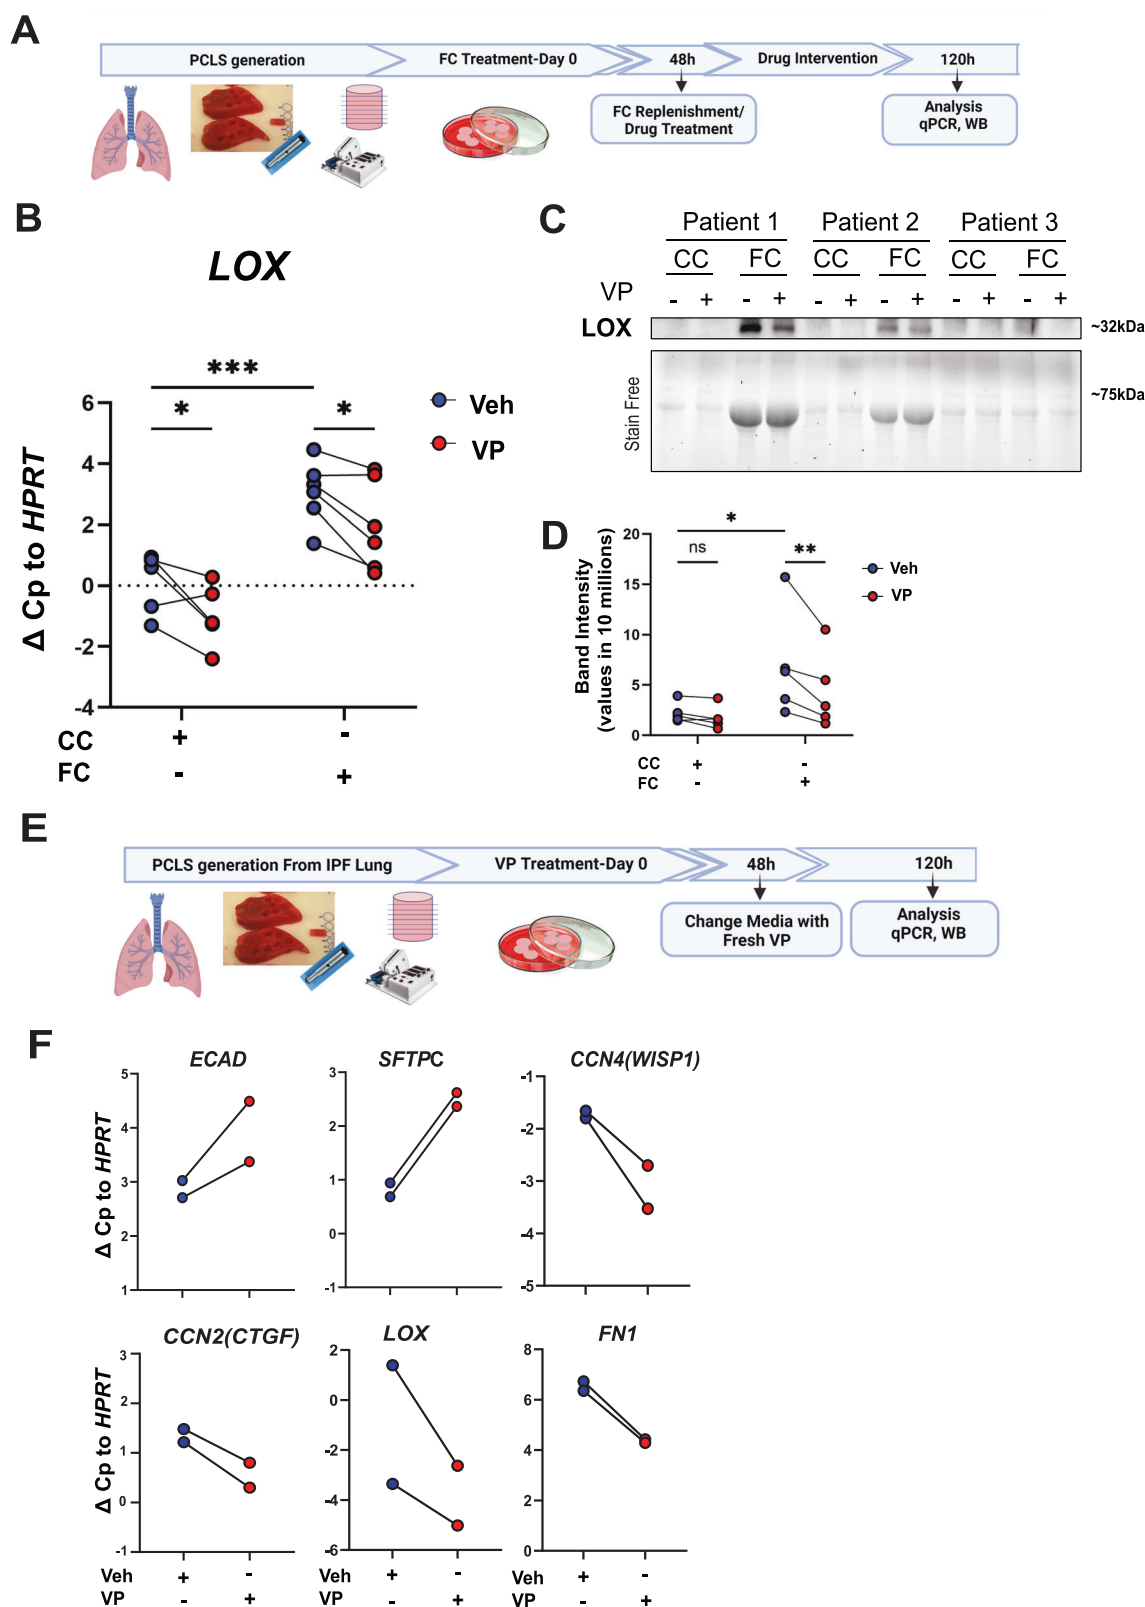 A
PCLS generation
FC Treatment-Day 0
48h
Drug Intervention
120h
FC Replenishment/
Drug Treatment
Analysis
qPCR, WB
B
LOX
***
*
*
Veh
VP
Δ Cp to HPRT
6
4
2
0
-2
-4
CC + -
FC - +
C
Patient 1 Patient 2 Patient 3
CC FC CC FC CC FC
VP - + - + - + - + - + - +
LOX ~32kDa
Stain Free
~75kDa
D
*
ns
**
Veh
VP
Band Intensity
(values in 10 millions)
20
15
10
5
0
CC + -
FC - +
E
PCLS generation From IPF Lung
VP Treatment-Day 0
48h
120h
Change Media with
Fresh VP
Analysis
qPCR, WB
F
ECAD
Δ Cp to HPRT
5
4
3
2
1
SFTPC
3
2
1
0
-1
CCN4(WISP1)
-1
-2
-3
-4
-5
CCN2(CTGF)
Δ Cp to HPRT
3
2
1
0
-1
Veh + -
VP - +
LOX
2
0
-2
-4
-6
+ -
- +
FN1
8
6
4
2
0
Veh + -
VP - +